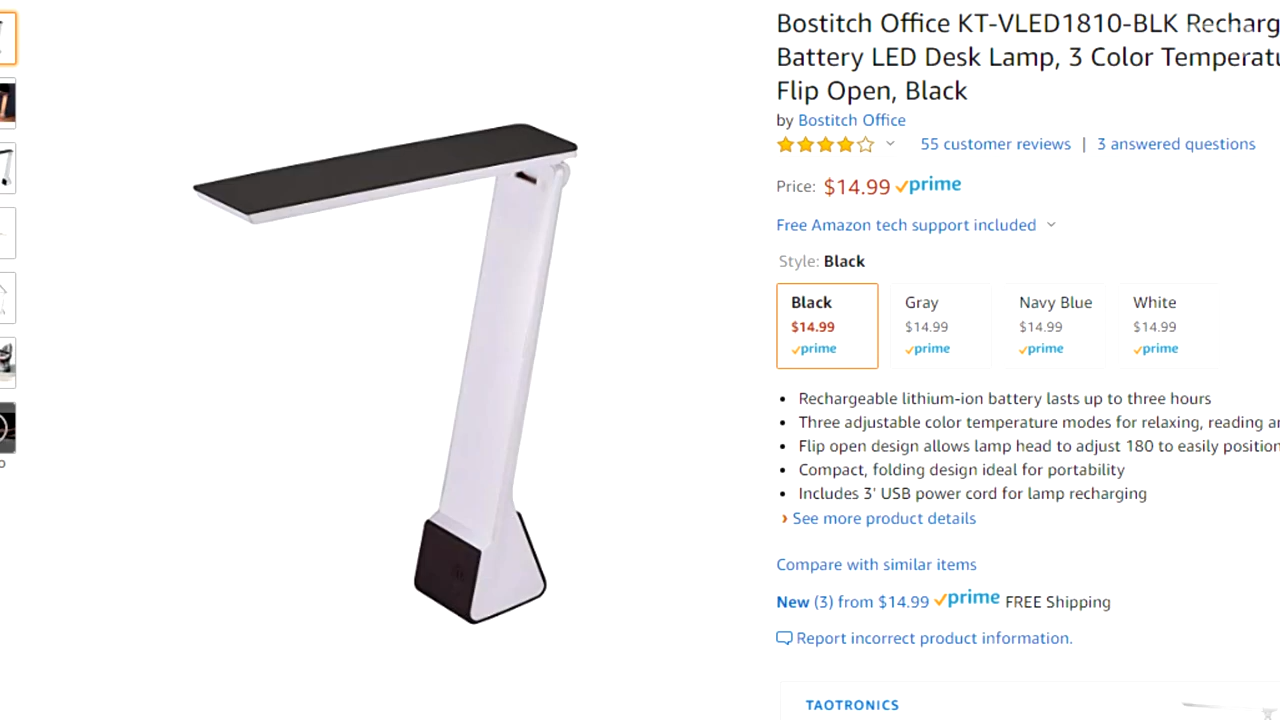 Bostitch Office KT-VLED1810-BLK Recharg
Battery LED Desk Lamp, 3 Color Temperatu
Flip Open, Black
by Bostitch Office
55 customer reviews | 3 answered questions
Price: $14.99 prime
Free Amazon tech support included
Style: Black
Black Gray Navy Blue White
$14.99 $14.99 $14.99 $14.99
prime prime prime prime
Rechargeable lithium-ion battery lasts up to three hours
Three adjustable color temperature modes for relaxing, reading an
Flip open design allows lamp head to adjust 180 to easily position
Compact, folding design ideal for portability
Includes 3' USB power cord for lamp recharging
› See more product details
Compare with similar items
New (3) from $14.99 prime FREE Shipping
Report incorrect product information.
TAOTRONICS